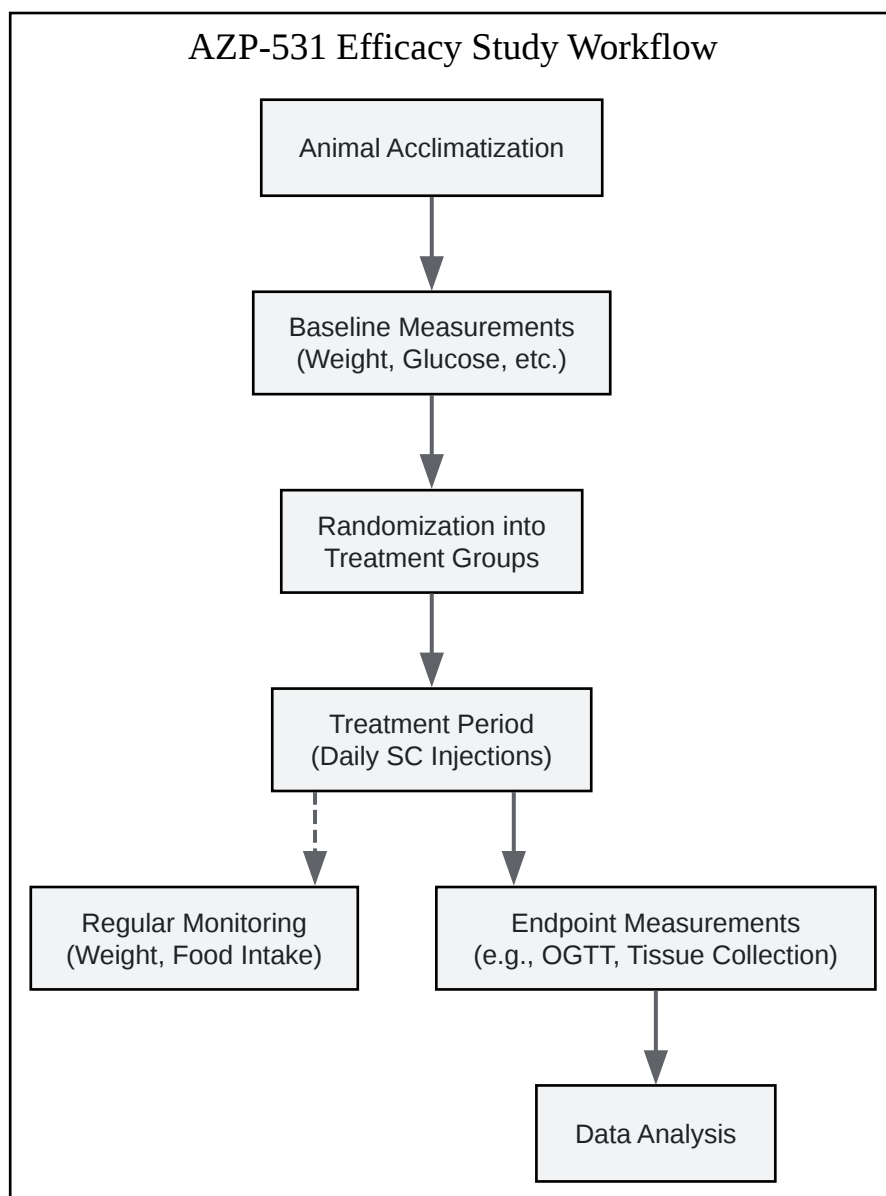 AZP-531 Efficacy Study Workflow
Animal Acclimatization
Baseline Measurements
(Weight, Glucose, etc.)
Randomization into
Treatment Groups
Treatment Period
(Daily SC Injections)
Regular Monitoring
(Weight, Food Intake)
Endpoint Measurements
(e.g., OGTT, Tissue Collection)
Data Analysis